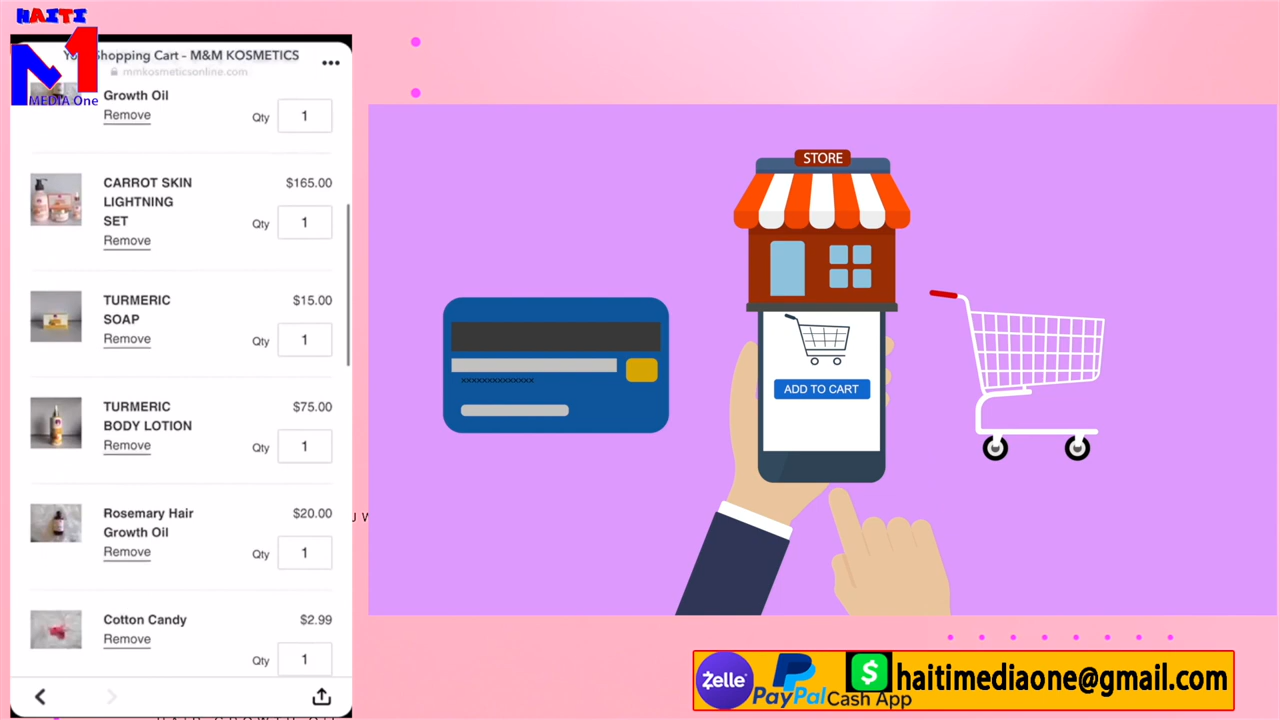 HAITI
M1
MEDIA One
Shopping Cart - M&M KOSMETICS
mmkosmeticsonline.com
Growth Oil
Remove
Qty 1
CARROT SKIN LIGHTNING SET
$165.00
Remove
Qty 1
TURMERIC SOAP
$15.00
Remove
Qty 1
TURMERIC BODY LOTION
$75.00
Remove
Qty 1
Rosemary Hair Growth Oil
$20.00
Remove
Qty 1
Cotton Candy
$2.99
Remove
Qty 1
STORE
ADD TO CART
xxxxxxxxxxxxxx
Zelle
PayPal
$
Cash App
haitimediaone@gmail.com